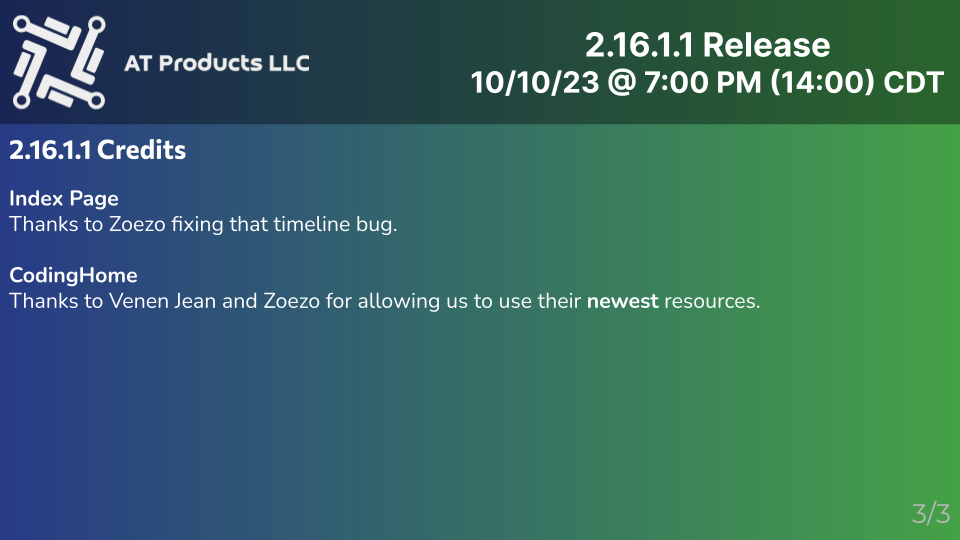 AT Products LLC
2.16.1.1 Release
10/10/23 @ 7:00 PM (14:00) CDT
2.16.1.1 Credits
Index Page
Thanks to Zoezo fixing that timeline bug.
CodingHome
Thanks to Venen Jean and Zoezo for allowing us to use their newest resources.
3/3